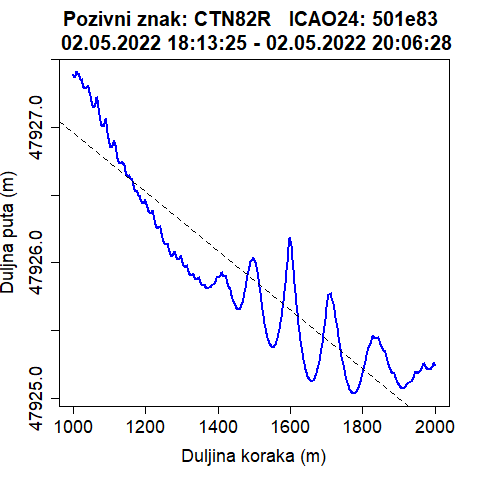 Pozivni znak: CTN82R   ICAO24: 501e83
02.05.2022 18:13:25 - 02.05.2022 20:06:28
Duljna puta (m)
47927.0
47926.0
47925.0
1000 1200 1400 1600 1800 2000
Duljina koraka (m)